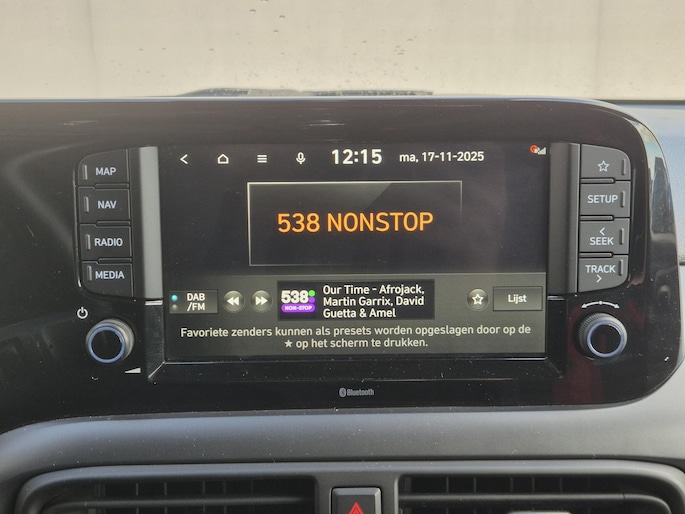 12:15 ma, 17-11-2025
MAP
NAV
RADIO
MEDIA
538 NONSTOP
SETUP
< SEEK
TRACK >
DAB
/FM
538
NON-STOP
Our Time - Afrojack,
Martin Garrix, David
Guetta & Amel
Lijst
Favoriete zenders kunnen als presets worden opgeslagen door op de
★ op het scherm te drukken.
Bluetooth